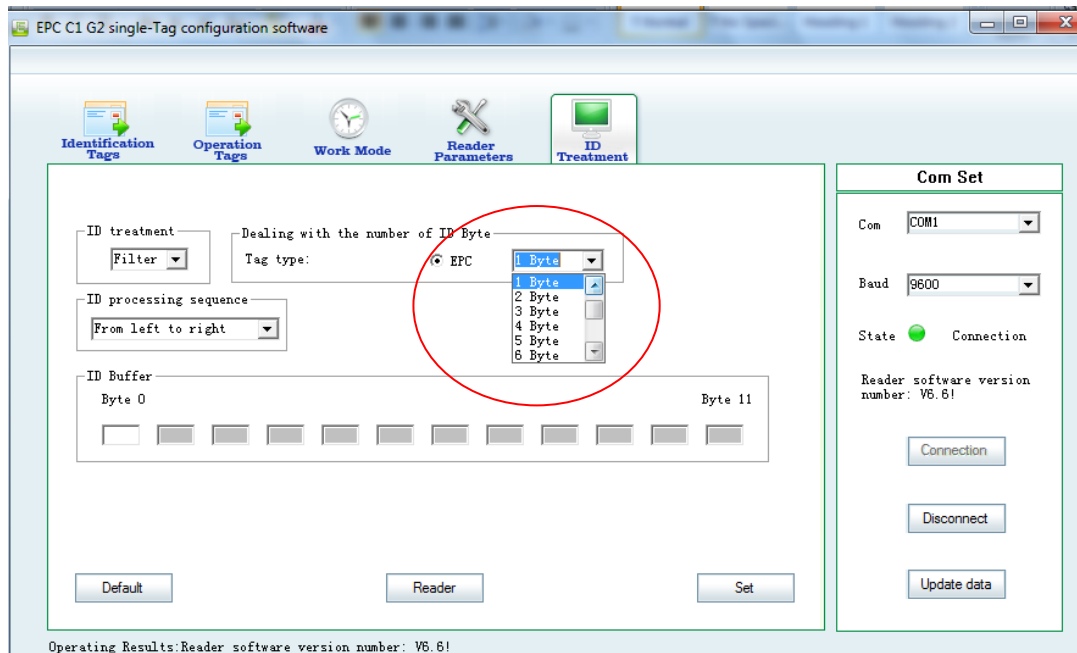 EPC C1 G2 single-Tag configuration software
Identification Tags
Operation Tags
Work Mode
Reader Parameters
ID Treatment
Com Set
ID treatment
Filter
Dealing with the number of ID Byte
Tag type:
EPC
1 Byte
1 Byte
2 Byte
3 Byte
4 Byte
5 Byte
6 Byte
ID processing sequence
From left to right
ID Buffer
Byte 0
Byte 11
Default
Reader
Set
Com
COM1
Baud
9600
State
Connection
Reader software version
number: V6.6!
Connection
Disconnect
Update data
Operating Results:Reader software version number: V6.6!